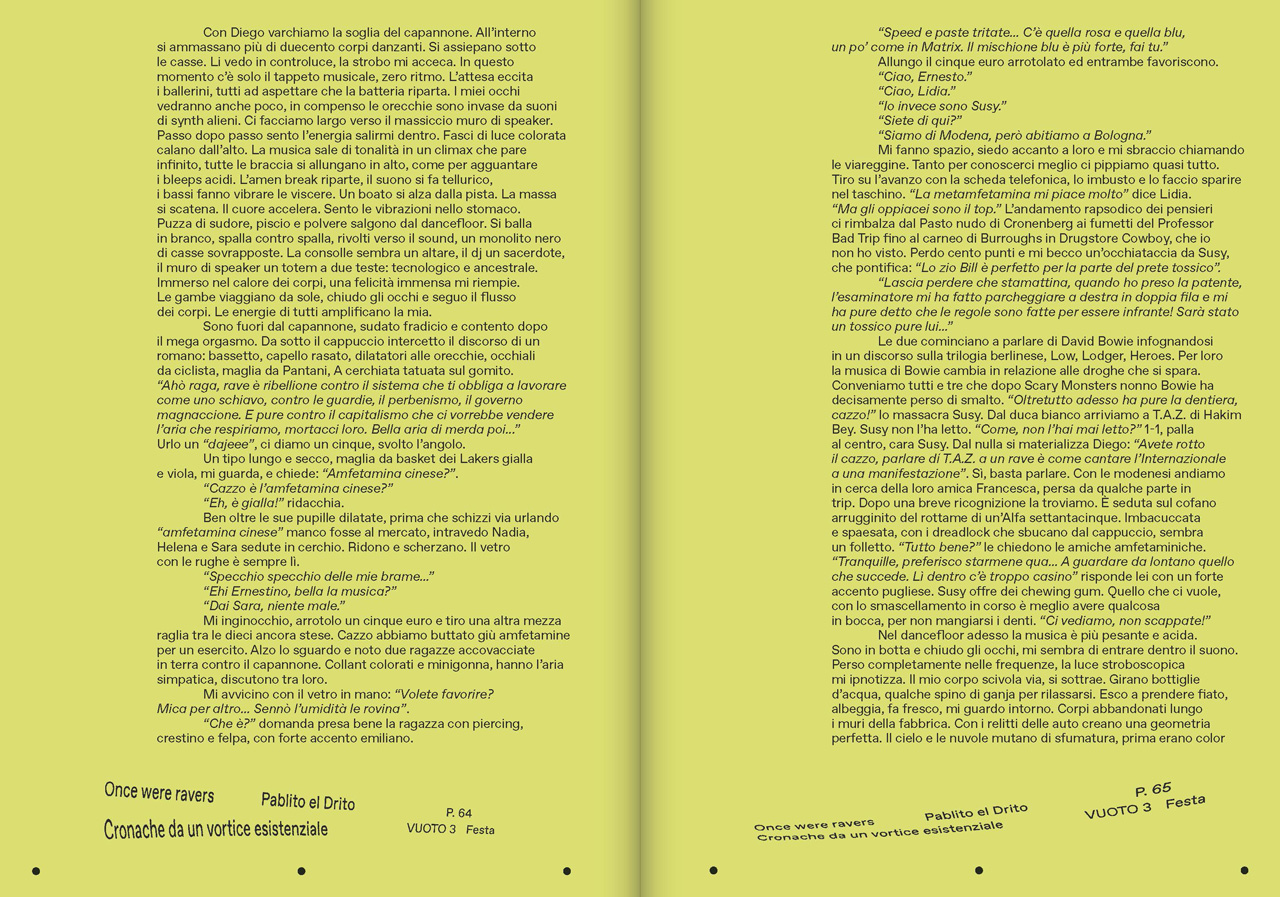 Con Diego varchiamo la soglia del capannone. All’interno
si ammassano più di duecento corpi danzanti. Si assiepano sotto
le casse. Li vedo in controluce, la strobo mi acceca. In questo
momento c’è solo il tappeto musicale, zero ritmo. L’attesa eccita
i ballerini, tutti ad aspettare che la batteria riparta. I miei occhi
vedranno anche poco, in compenso le orecchie sono invase da suoni
di synth alieni. Ci facciamo largo verso il massiccio muro di speaker.
Passo dopo passo sento l’energia salirmi dentro. Fasci di luce colorata
calano dall’alto. La musica sale di tonalità in un climax che pare
infinito, tutte le braccia si allungano in alto, come per agguantare
i bleeps acidi. L’amen break riparte, il suono si fa tellurico,
i bassi fanno vibrare le viscere. Un boato si alza dalla pista. La massa
si scatena. Il cuore accelera. Sento le vibrazioni nello stomaco.
Puzza di sudore, piscio e polvere salgono dal dancefloor. Si balla
in branco, spalla contro spalla, rivolti verso il sound, un monolito nero
di casse sovrapposte. La consolle sembra un altare, il dj un sacerdote,
il muro di speaker un totem a due teste: tecnologico e ancestrale.
Immerso nel calore dei corpi, una felicità immensa mi riempie.
Le gambe viaggiano da sole, chiudo gli occhi e seguo il flusso
dei corpi. Le energie di tutti amplificano la mia.
Sono fuori dal capannone, sudato fradicio e contento dopo
il mega orgasmo. Da sotto il cappuccio intercetto il discorso di un
romano: bassetto, capello rasato, dilatatori alle orecchie, occhiali
da ciclista, maglia da Pantani, A cerchiata tatuata sul gomito.
“Ahò raga, rave è ribellione contro il sistema che ti obbliga a lavorare
come uno schiavo, contro le guardie, il perbenismo, il governo
magnaccione. E pure contro il capitalismo che ci vorrebbe vendere
l’aria che respiriamo, mortacci loro. Bella aria di merda poi...”
Urlo un “dajeee”, ci diamo un cinque, svolto l’angolo.
Un tipo lungo e secco, maglia da basket dei Lakers gialla
e viola, mi guarda, e chiede: “Amfetamina cinese?”.
“Cazzo è l’amfetamina cinese?”
“Eh, è gialla!” ridacchia.
Ben oltre le sue pupille dilatate, prima che schizzi via urlando
“amfetamina cinese” manco fosse al mercato, intravedo Nadia,
Helena e Sara sedute in cerchio. Ridono e scherzano. Il vetro
con le rughe è sempre lì.
“Specchio specchio delle mie brame...”
“Ehi Ernestino, bella la musica?”
“Dai Sara, niente male.”
Mi inginocchio, arrotolo un cinque euro e tiro una altra mezza
raglia tra le dieci ancora stese. Cazzo abbiamo buttato giù amfetamine
per un esercito. Alzo lo sguardo e noto due ragazze accovacciate
in terra contro il capannone. Collant colorati e minigonna, hanno l’aria
simpatica, discutono tra loro.
Mi avvicino con il vetro in mano: “Volete favorire?
Mica per altro... Sennò l’umidità le rovina”.
“Che è?” domanda presa bene la ragazza con piercing,
crestino e felpa, con forte accento emiliano.
Once were ravers Pablito el Drito
Cronache da un vortice esistenziale
P. 64
VUOTO 3 Festa
“Speed e paste tritate... C’è quella rosa e quella blu,
un po’ come in Matrix. Il mischione blu è più forte, fai tu.”
Allungo il cinque euro arrotolato ed entrambe favoriscono.
“Ciao, Ernesto.”
“Ciao, Lidia.”
“Io invece sono Susy.”
“Siete di qui?”
“Siamo di Modena, però abitiamo a Bologna.”
Mi fanno spazio, siedo accanto a loro e mi sbraccio chiamando
le viareggine. Tanto per conoscerci meglio ci pippiamo quasi tutto.
Tiro su l’avanzo con la scheda telefonica, lo imbusto e lo faccio sparire
nel taschino. “La metamfetamina mi piace molto” dice Lidia.
“Ma gli oppiacei sono il top.” L’andamento rapsodico dei pensieri
ci rimbalza dal Pasto nudo di Cronenberg ai fumetti del Professor
Bad Trip fino al carneo di Burroughs in Drugstore Cowboy, che io
non ho visto. Perdo cento punti e mi becco un’occhiataccia da Susy,
che pontifica: “Lo zio Bill è perfetto per la parte del prete tossico”.
“Lascia perdere che stamattina, quando ho preso la patente,
l’esaminatore mi ha fatto parcheggiare a destra in doppia fila e mi
ha pure detto che le regole sono fatte per essere infrante! Sarà stato
un tossico pure lui...”
Le due cominciano a parlare di David Bowie infognandosi
in un discorso sulla trilogia berlinese, Low, Lodger, Heroes. Per loro
la musica di Bowie cambia in relazione alle droghe che si spara.
Conveniamo tutti e tre che dopo Scary Monsters nonno Bowie ha
decisamente perso di smalto. “Oltretutto adesso ha pure la dentiera,
cazzo!” lo massacra Susy. Dal duca bianco arriviamo a T.A.Z. di Hakim
Bey. Susy non l’ha letto. “Come, non l’hai mai letto?” 1-1, palla
al centro, cara Susy. Dal nulla si materializza Diego: “Avete rotto
il cazzo, parlare di T.A.Z. a un rave è come cantare l’Internazionale
a una manifestazione”. Sì, basta parlare. Con le modenesi andiamo
in cerca della loro amica Francesca, persa da qualche parte in
trip. Dopo una breve ricognizione la troviamo. È seduta sul cofano
arrugginito del rottame di un’Alfa settantacinque. Imbacuccata
e spaesata, con i dreadlock che sbucano dal cappuccio, sembra
un folletto. “Tutto bene?” le chiedono le amiche amfetaminiche.
“Tranquille, preferisco starmene qua... A guardare da lontano quello
che succede. Lì dentro c’è troppo casino” risponde lei con un forte
accento pugliese. Susy offre dei chewing gum. Quello che ci vuole,
con lo smascellamento in corso è meglio avere qualcosa
in bocca, per non mangiarsi i denti. “Ci vediamo, non scappate!”
Nel dancefloor adesso la musica è più pesante e acida.
Sono in botta e chiudo gli occhi, mi sembra di entrare dentro il suono.
Perso completamente nelle frequenze, la luce stroboscopica
mi ipnotizza. Il mio corpo scivola via, si sottrae. Girano bottiglie
d’acqua, qualche spino di ganja per rilassarsi. Esco a prendere fiato,
albeggia, fa fresco, mi guardo intorno. Corpi abbandonati lungo
i muri della fabbrica. Con i relitti delle auto creano una geometria
perfetta. Il cielo e le nuvole mutano di sfumatura, prima erano color
Once were ravers Pablito el Drito
Cronache da un vortice esistenziale
P. 65
VUOTO 3 Festa